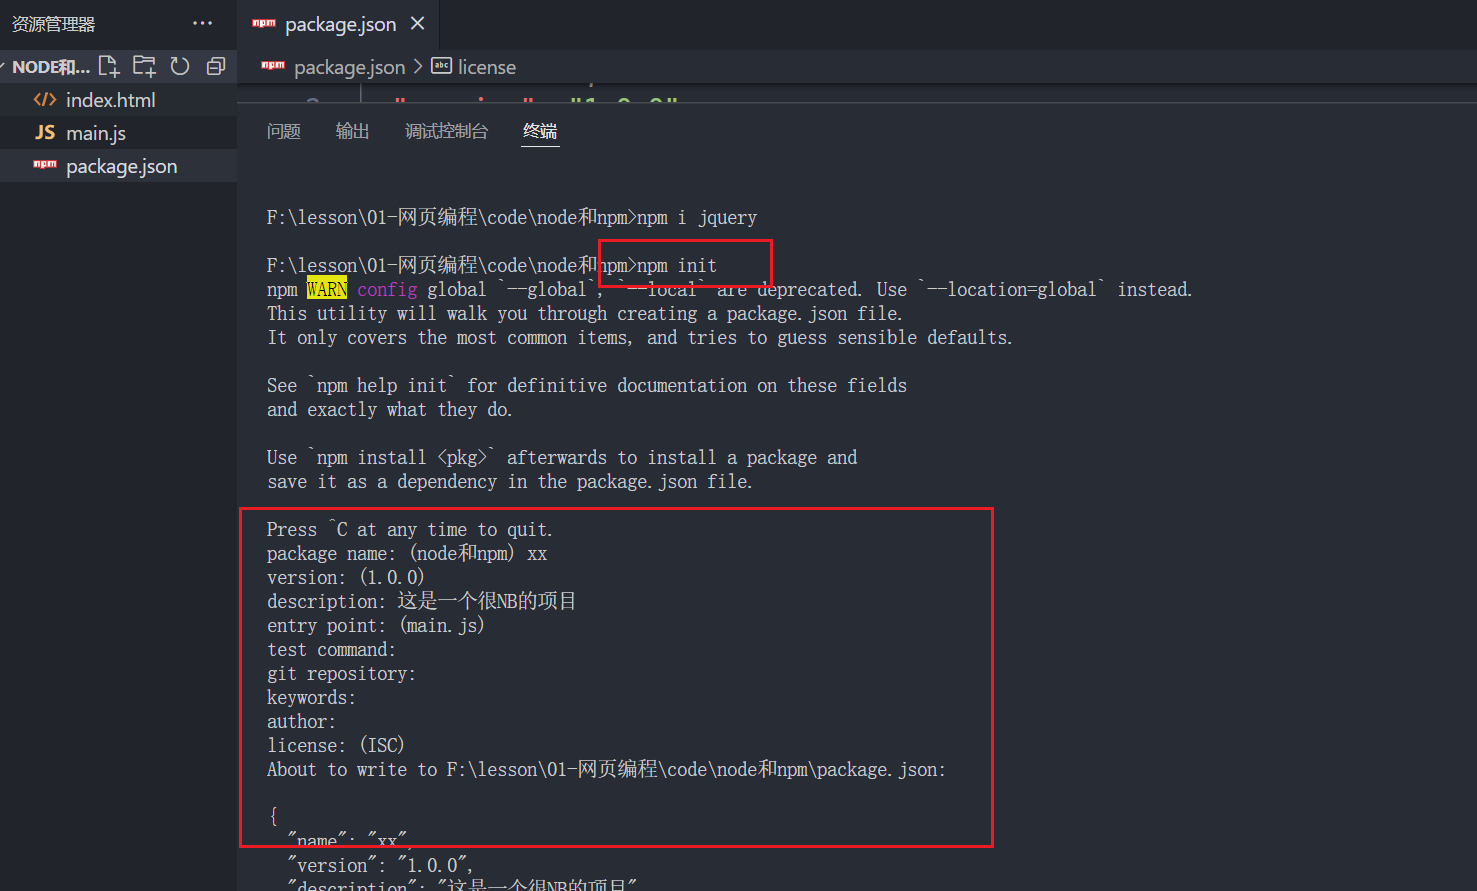 资源管理器 ···
npm package.json ×
NODE和...
npm package.json > abc license
<> index.html
JS main.js
npm package.json
问题 输出 调试控制台 终端
F:\lesson\01-网页编程\code\node和npm>npm i jquery
F:\lesson\01-网页编程\code\node和npm>npm init
npm WARN config global `--global`, `--local` are deprecated. Use `--location=global` instead.
This utility will walk you through creating a package.json file.
It only covers the most common items, and tries to guess sensible defaults.
See `npm help init` for definitive documentation on these fields
and exactly what they do.
Use `npm install <pkg>` afterwards to install a package and
save it as a dependency in the package.json file.
Press ^C at any time to quit.
package name: (node和npm) xx
version: (1.0.0)
description: 这是一个很NB的项目
entry point: (main.js)
test command:
git repository:
keywords:
author:
license: (ISC)
About to write to F:\lesson\01-网页编程\code\node和npm\package.json:
{
"name": "xx",
"version": "1.0.0",
"description": "这是一个很NB的项目"